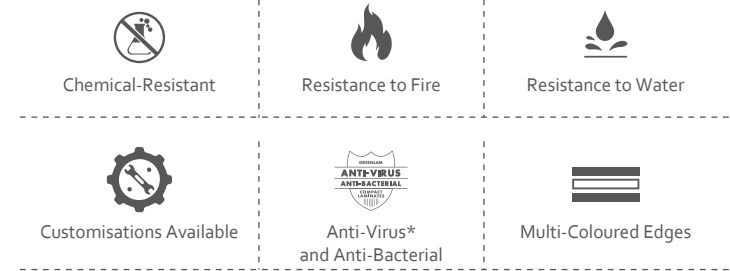 Chemical-Resistant
Resistance to Fire
Resistance to Water
GREENLAM
ANTI-VIRUS
ANTI-BACTERIAL
COMPACT
LAMINATES
Customisations Available
Anti-Virus*
and Anti-Bacterial
Multi-Coloured Edges